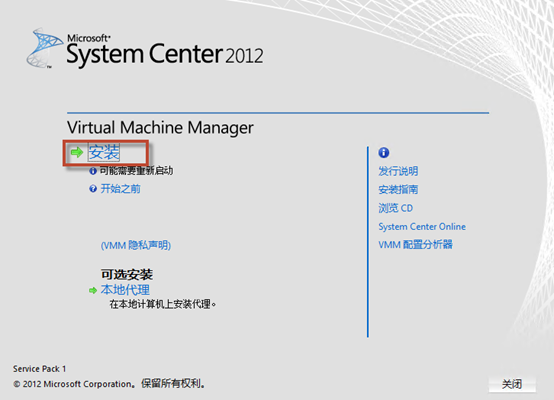 Microsoft®
System Center 2012
Virtual Machine Manager
安装
可能需要重新启动
开始之前
(VMM 隐私声明)
可选安装
本地代理
在本地计算机上安装代理。
发行说明
安装指南
浏览 CD
System Center Online
VMM 配置分析器
Service Pack 1
© 2012 Microsoft Corporation。保留所有权利。
关闭